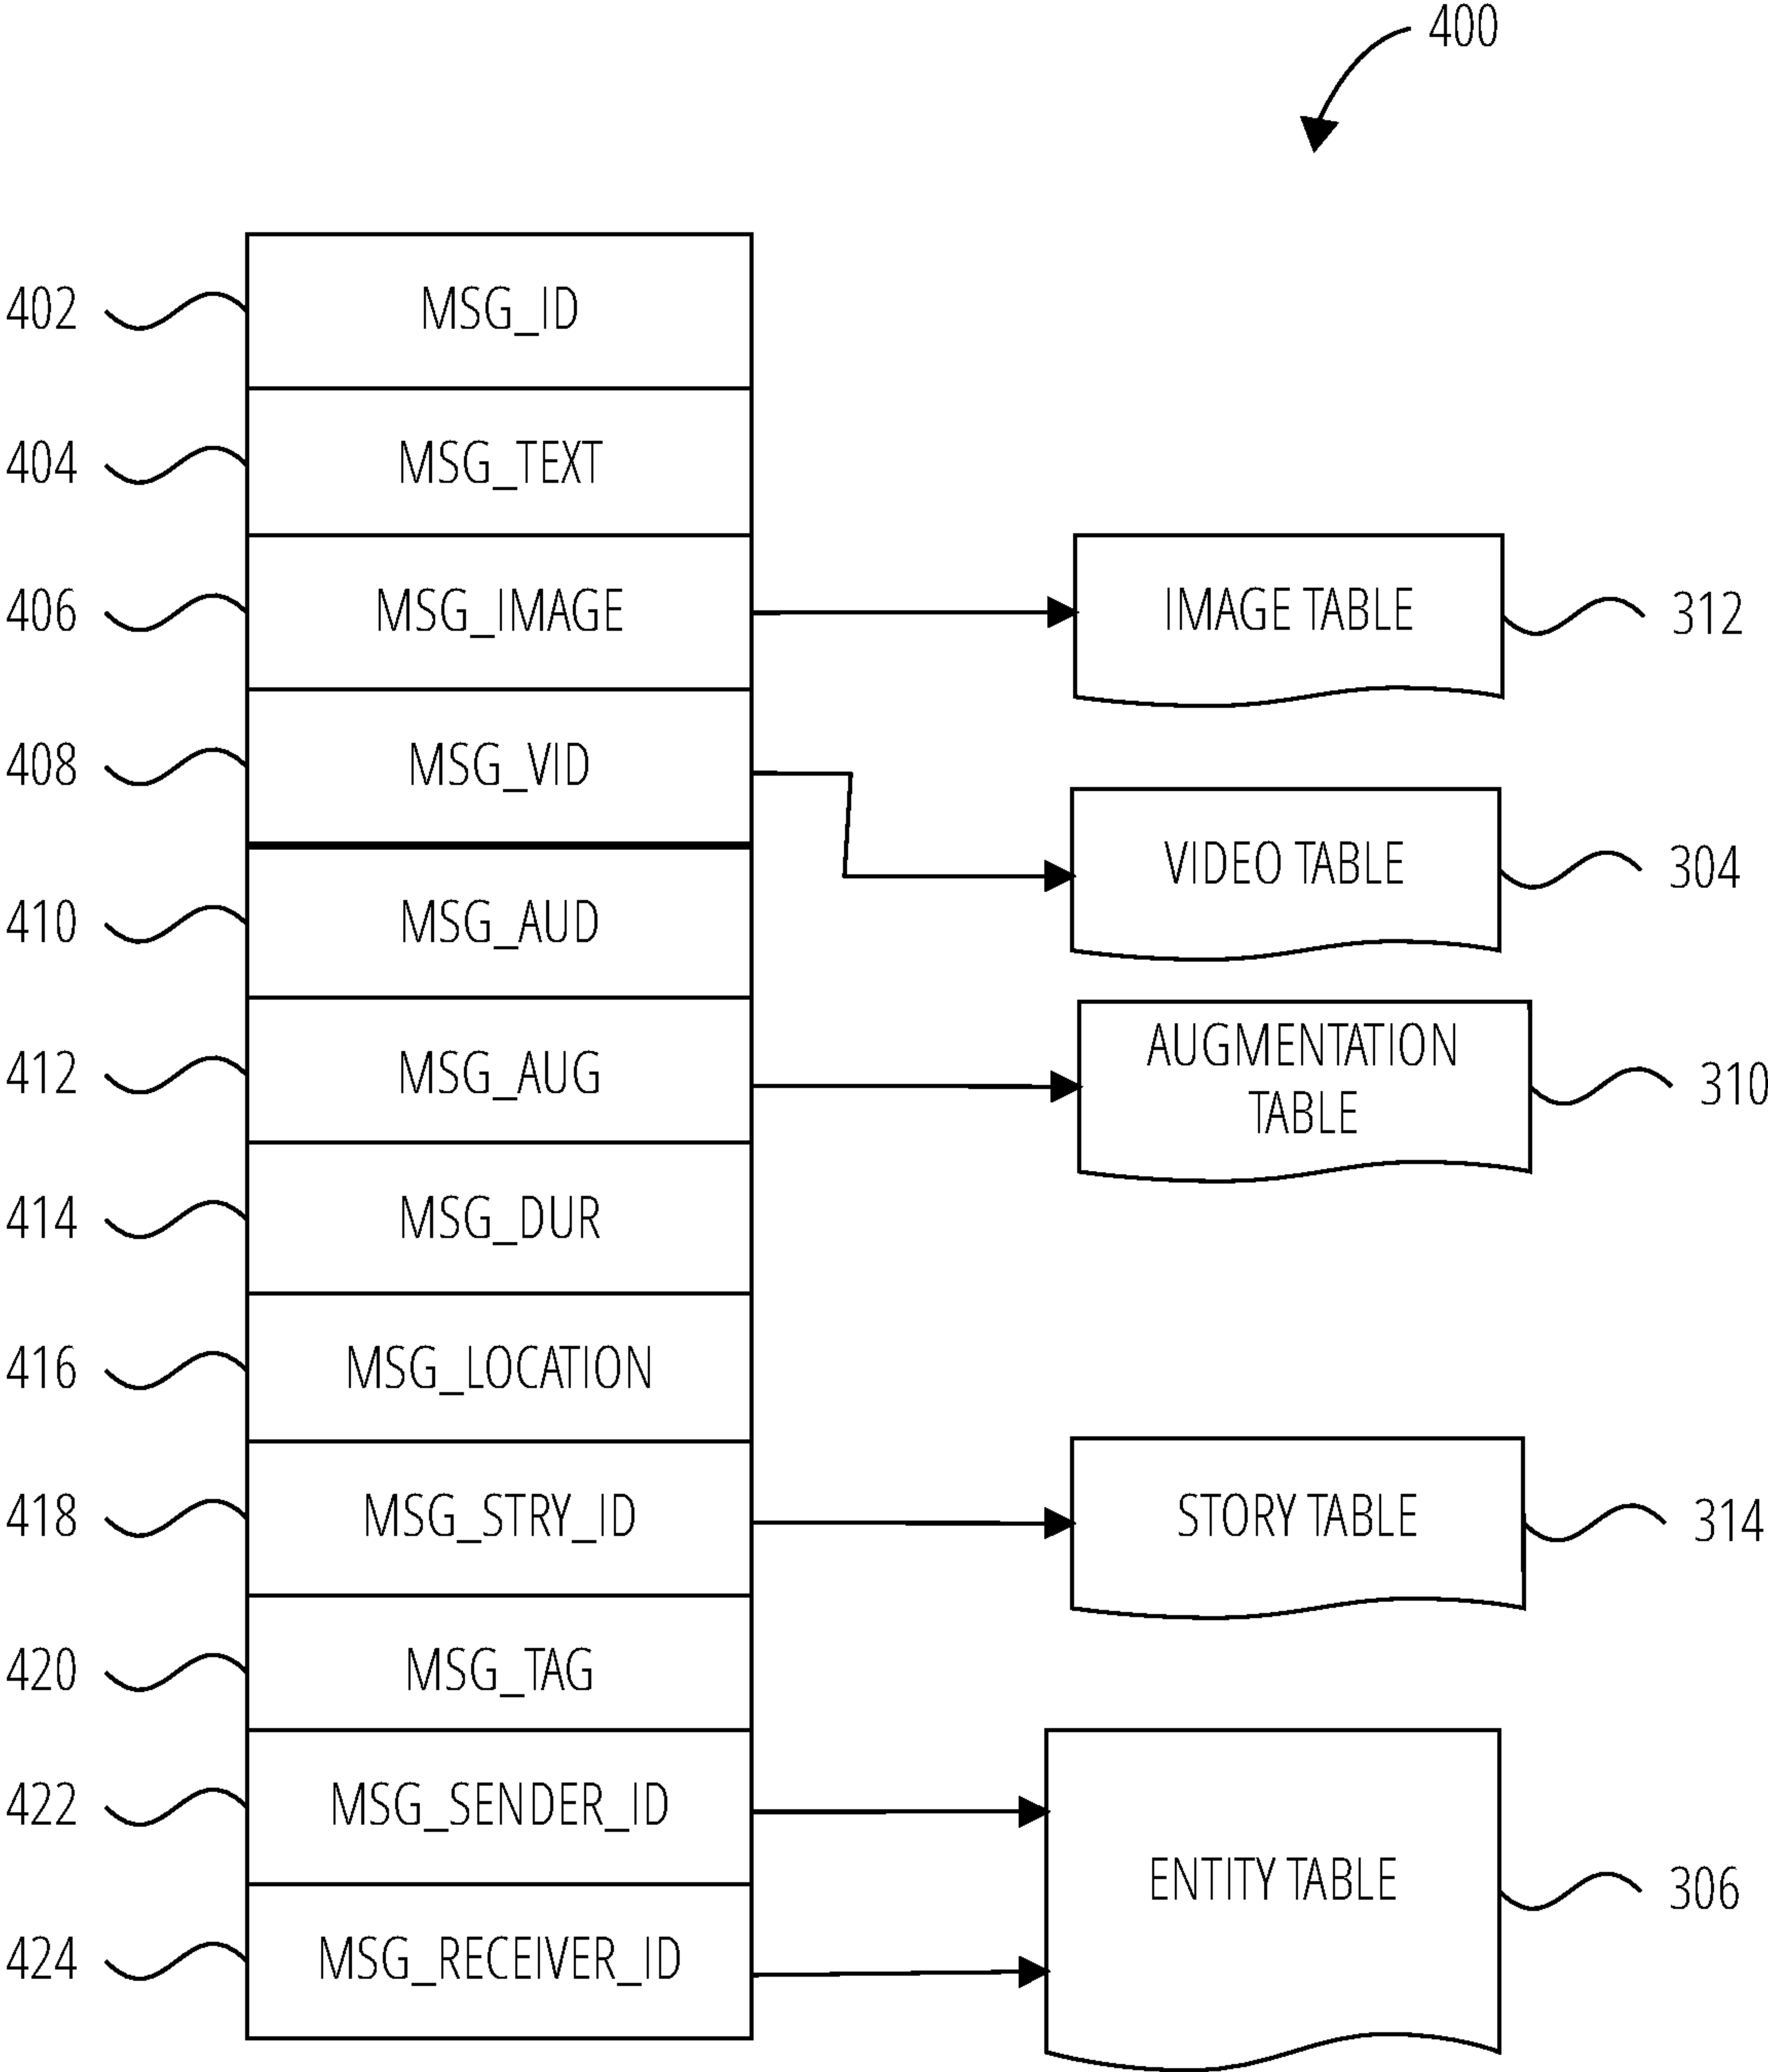 400
402 MSG_ID
404 MSG_TEXT
406 MSG_IMAGE IMAGE TABLE 312
408 MSG_VID
VIDEO TABLE 304
410 MSG_AUD
412 MSG_AUG AUGMENTATION
TABLE 310
414 MSG_DUR
416 MSG_LOCATION
418 MSG_STRY_ID STORY TABLE 314
420 MSG_TAG
422 MSG_SENDER_ID
ENTITY TABLE 306
424 MSG_RECEIVER_ID